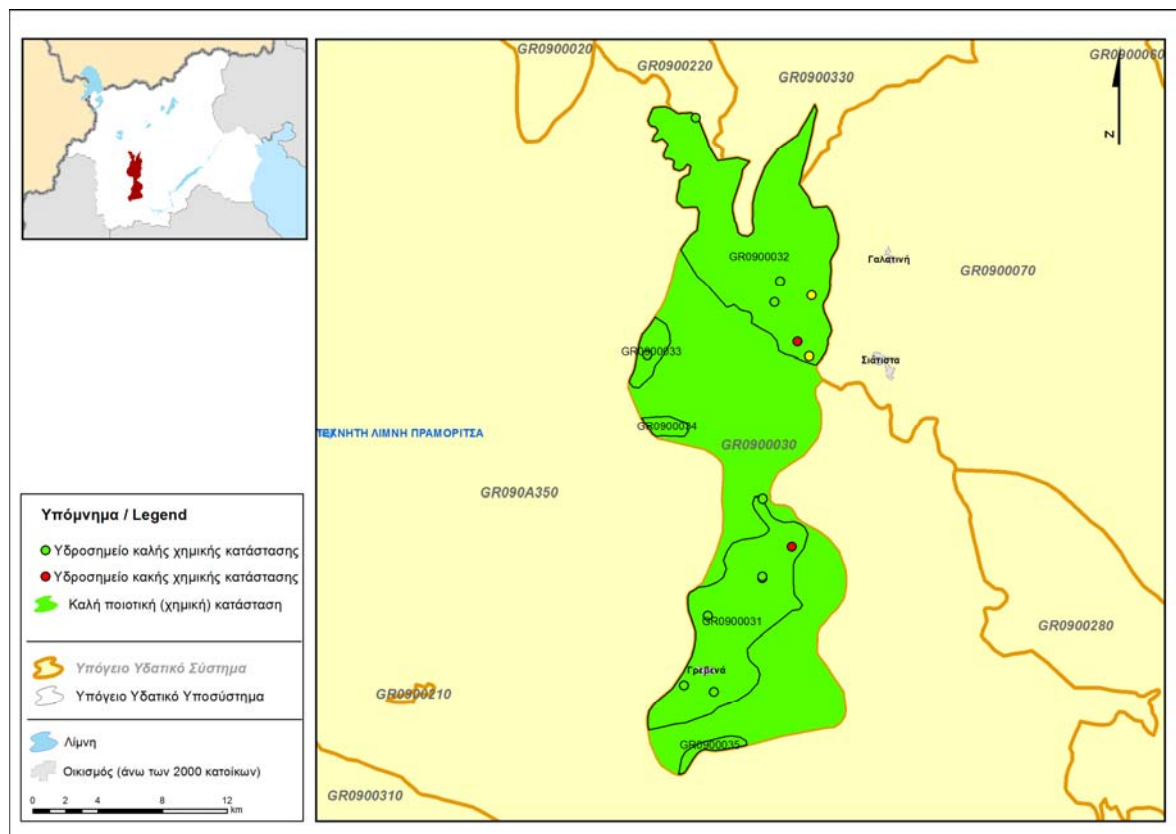 GR0900020
GR0900220
GR0900330
GR0900060
N
GR0900032
Γαλατινή
GR0900070
GR0900033
Σιάτιστα
GR0900034
ΤΕΧΝΗΤΗ ΛΙΜΝΗ ΠΡΑΜΟΡΙΤΣΑ
GR0900030
GR090A350
GR0900031
GR0900280
Γρεβενά
GR0900210
GR0900035
GR0900310
Υπόμνημα / Legend
Υδροσημείο καλής χημικής κατάστασης
Υδροσημείο κακής χημικής κατάστασης
Καλή ποιοτική (χημική) κατάσταση
Υπόγειο Υδατικό Σύστημα
Υπόγειο Υδατικό Υποσύστημα
Λίμνη
Οικισμός (άνω των 2000 κατοίκων)
0 2 4 8 12
km